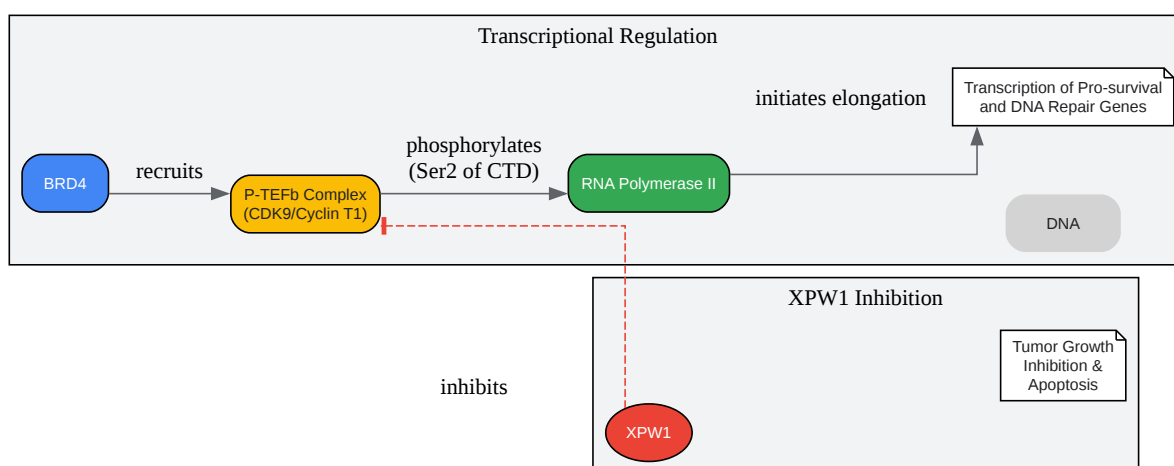 Transcriptional Regulation
Transcription of Pro-survival
and DNA Repair Genes
initiates elongation
phosphorylates
(Ser2 of CTD)
recruits
BRD4
P-TEFb Complex
(CDK9/Cyclin T1)
RNA Polymerase II
DNA
XPW1 Inhibition
Tumor Growth
Inhibition &
Apoptosis
inhibits
XPW1